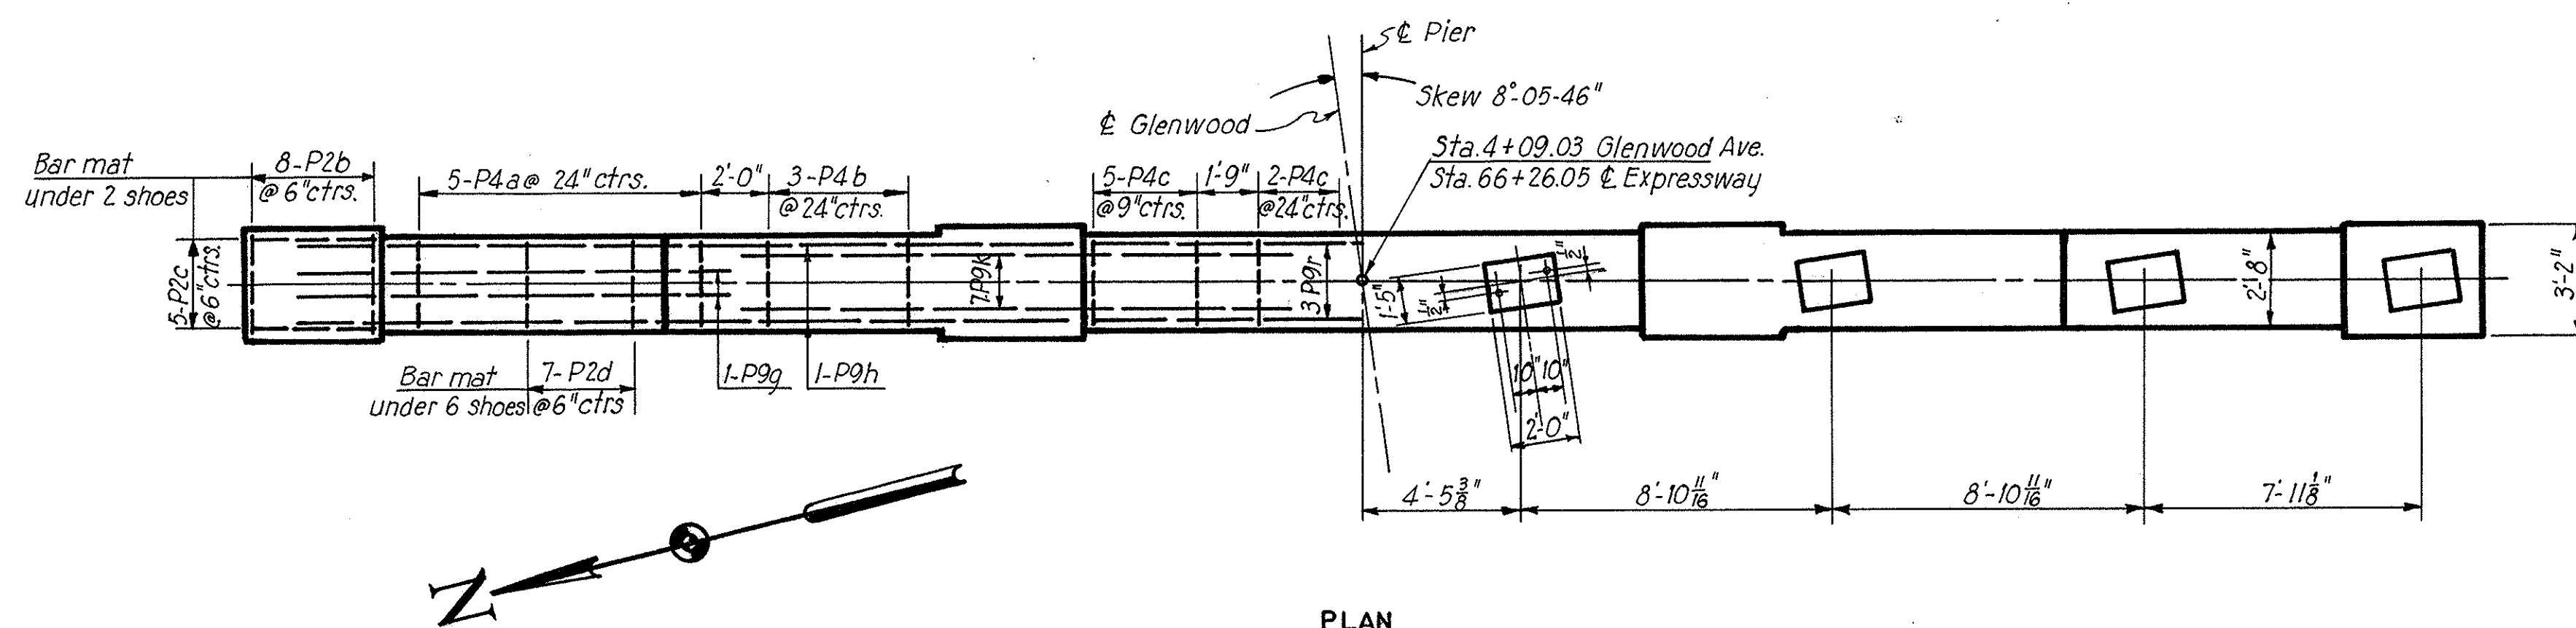 ℄ Pier
Skew 8°-05-46"
℄ Glenwood
Sta. 4+09.03 Glenwood Ave.
Sta. 66+26.05 ℄ Expressway
Bar mat
under 2 shoes
8-P2b
@ 6"ctrs.
5-P4a@ 24"ctrs.
2'-0"
3-P4b
@24"ctrs.
5-P4c
@9"ctrs.
1'-9"
2-P4c
@24"ctrs.
5-P2c
@6"ctrs.
7-P9k
3 P9r
1'-5"
1/2"
1/2"
2'-8"
3'-2"
Bar mat
under 6 shoes
7-P2d
@6"ctrs
1-P9g
1-P9h
10" 10"
2'-0"
4'-5 3/8"
8'-10 11/16"
8'-10 11/16"
7'-11 1/8"
N
PLAN